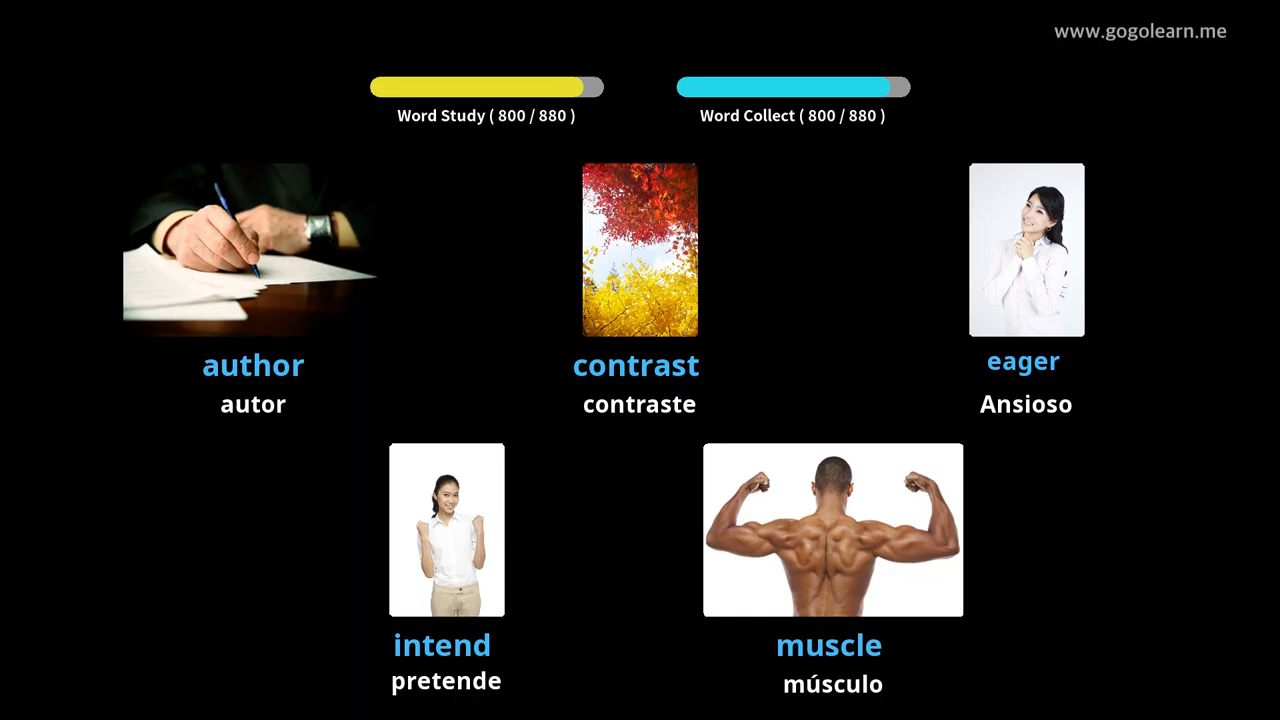 www.gogolearn.me
Word Study ( 800 / 880 )
Word Collect ( 800 / 880 )
author
autor
contrast
contraste
eager
Ansioso
intend
pretende
muscle
músculo